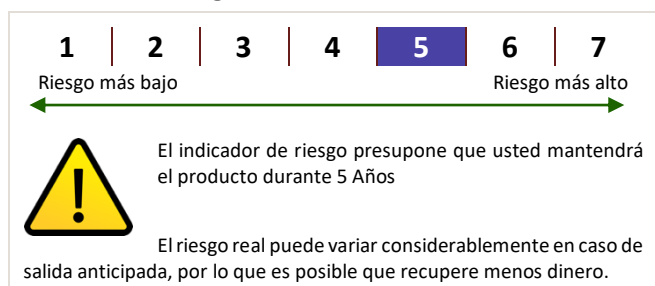 1 2 3 4 5 6 7
Riesgo más bajo Riesgo más alto
El indicador de riesgo presupone que usted mantendrá
el producto durante 5 Años
El riesgo real puede variar considerablemente en caso de
salida anticipada, por lo que es posible que recupere menos dinero.